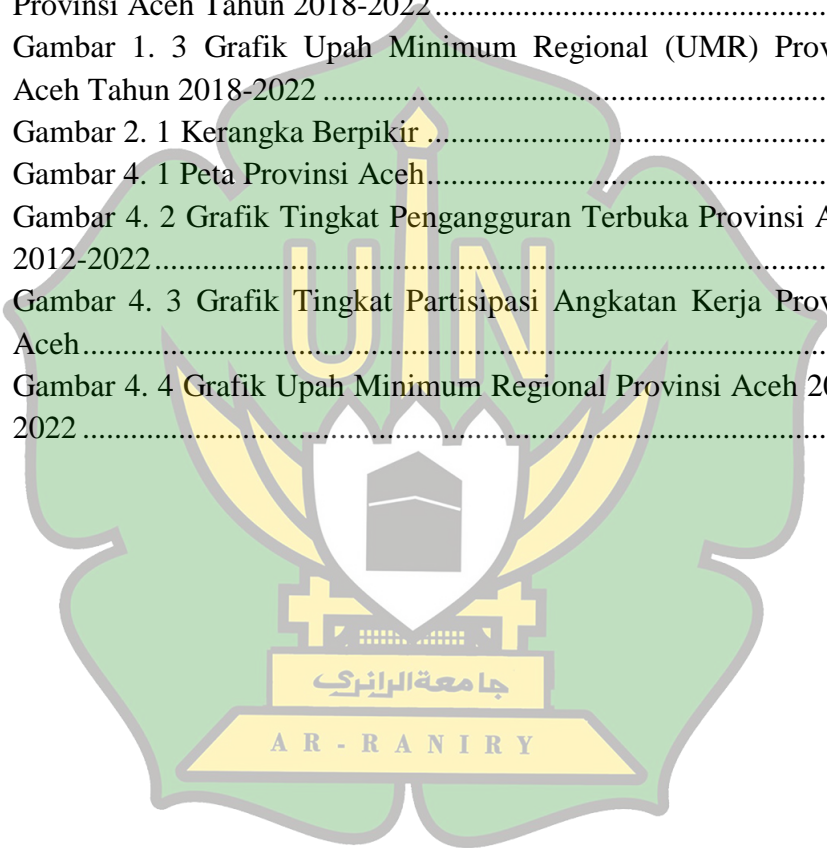 Provinsi Aceh Tahun 2018-2022................................................
Gambar 1. 3 Grafik Upah Minimum Regional (UMR) Prov
Aceh Tahun 2018-2022 ................................................................
Gambar 2. 1 Kerangka Berpikir ....................................................
Gambar 4. 1 Peta Provinsi Aceh....................................................
Gambar 4. 2 Grafik Tingkat Pengangguran Terbuka Provinsi A
2012-2022....................................................................................
Gambar 4. 3 Grafik Tingkat Partisipasi Angkatan Kerja Prov
Aceh..............................................................................................
Gambar 4. 4 Grafik Upah Minimum Regional Provinsi Aceh 20
2022 ..............................................................................................
UIN
جامعةالرانرك
AR-RANIRY